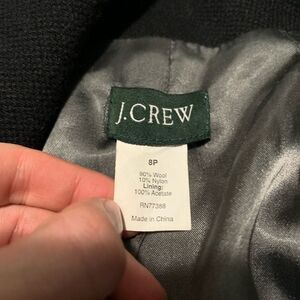 J.CREW
8P
90% Wool
10% Nylon
Lining:
100% Acetate
RN77388
Made in China